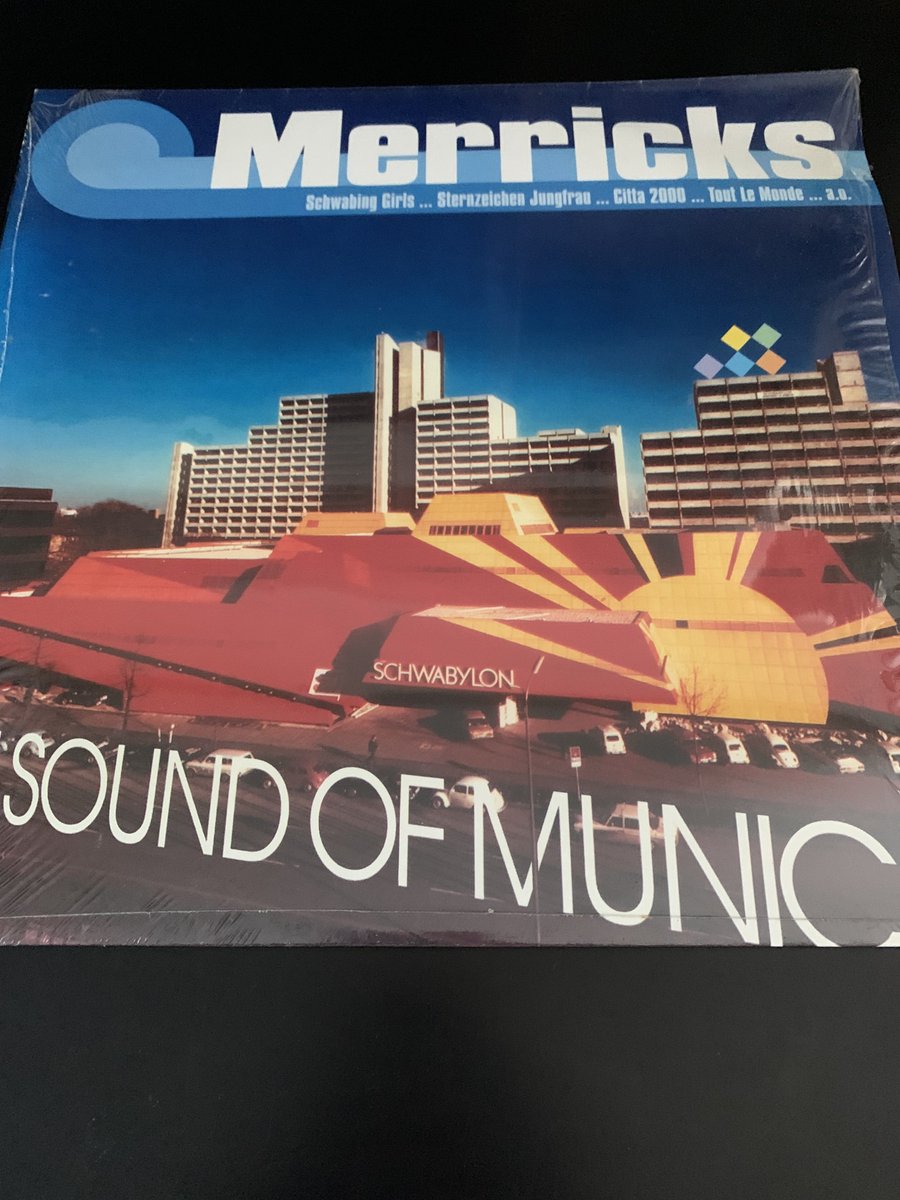 Merricks
Schwabing Girls ... Sternzeichen Jungfrau ... Citta 2000 ... Tout Le Monde ... a.o.
SCHWABYLON
SOUND OF MUNIC